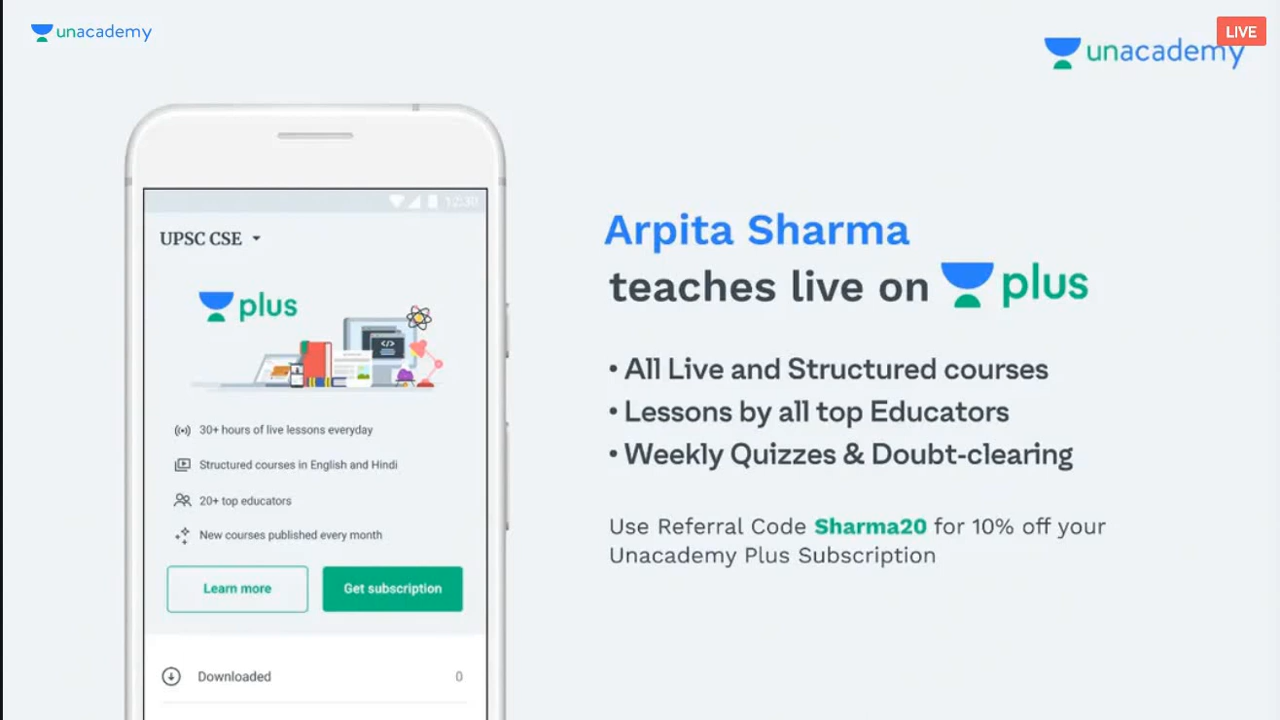 unacademy
LIVE
unacademy
12:30
UPSC CSE
plus
30+ hours of live lessons everyday
Structured courses in English and Hindi
20+ top educators
New courses published every month
Learn more
Get subscription
Downloaded 0
Arpita Sharma
teaches live on plus
• All Live and Structured courses
• Lessons by all top Educators
• Weekly Quizzes & Doubt-clearing
Use Referral Code Sharma20 for 10% off your
Unacademy Plus Subscription